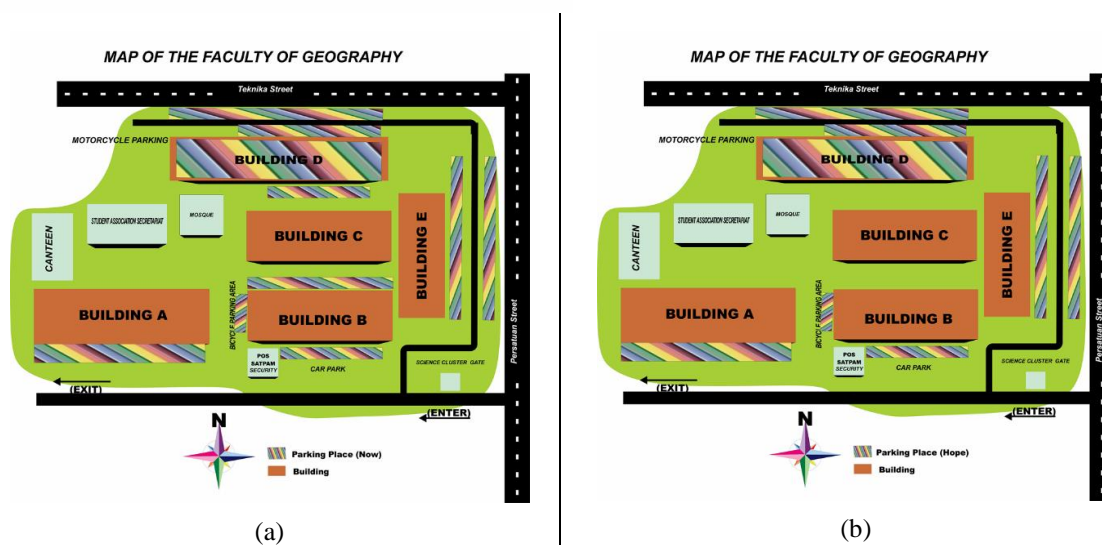 MAP OF THE FACULTY OF GEOGRAPHY
Teknika Street
MOTORCYCLE PARKING
BUILDING D
STUDENT ASSOCIATION SECRETARIAT
MOSQUE
CANTEEN
BUILDING C
BUILDING E
BUILDING A
BICYCLE PARKING AREA
BUILDING B
Persatuan Street
POS
SATPAM
SECURITY
CAR PARK
SCIENCE CLUSTER GATE
(EXIT)
(ENTER)
N
Parking Place (Now)
Building
(a)
MAP OF THE FACULTY OF GEOGRAPHY
Teknika Street
MOTORCYCLE PARKING
BUILDING D
STUDENT ASSOCIATION SECRETARIAT
MOSQUE
CANTEEN
BUILDING C
BUILDING E
BUILDING A
BICYCLE PARKING AREA
BUILDING B
Persatuan Street
POS
SATPAM
SECURITY
CAR PARK
SCIENCE CLUSTER GATE
(EXIT)
(ENTER)
N
Parking Place (Hope)
Building
(b)